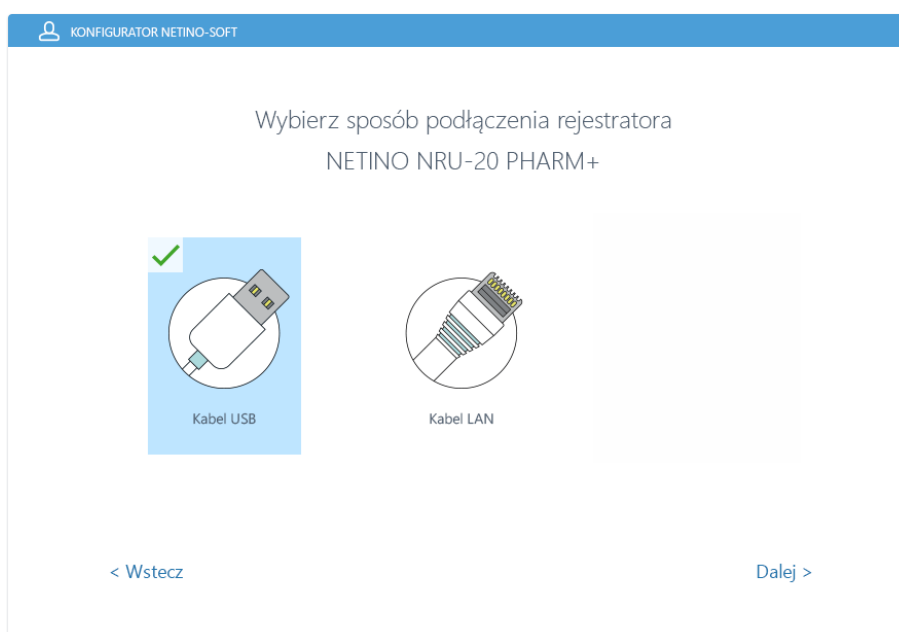 KONFIGURATOR NETINO-SOFT
Wybierz sposób podłączenia rejestratora
NETINO NRU-20 PHARM+
Kabel USB
Kabel LAN
< Wstecz
Dalej >